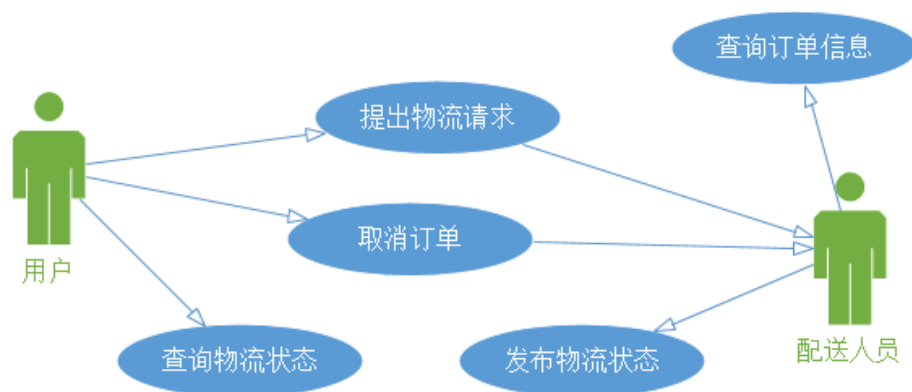 查询订单信息
提出物流请求
取消订单
用户
查询物流状态
发布物流状态
配送人员